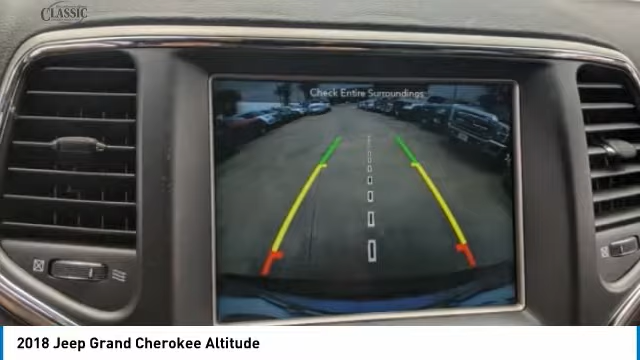 CLASSIC
Check Entire Surroundings
2018 Jeep Grand Cherokee Altitude